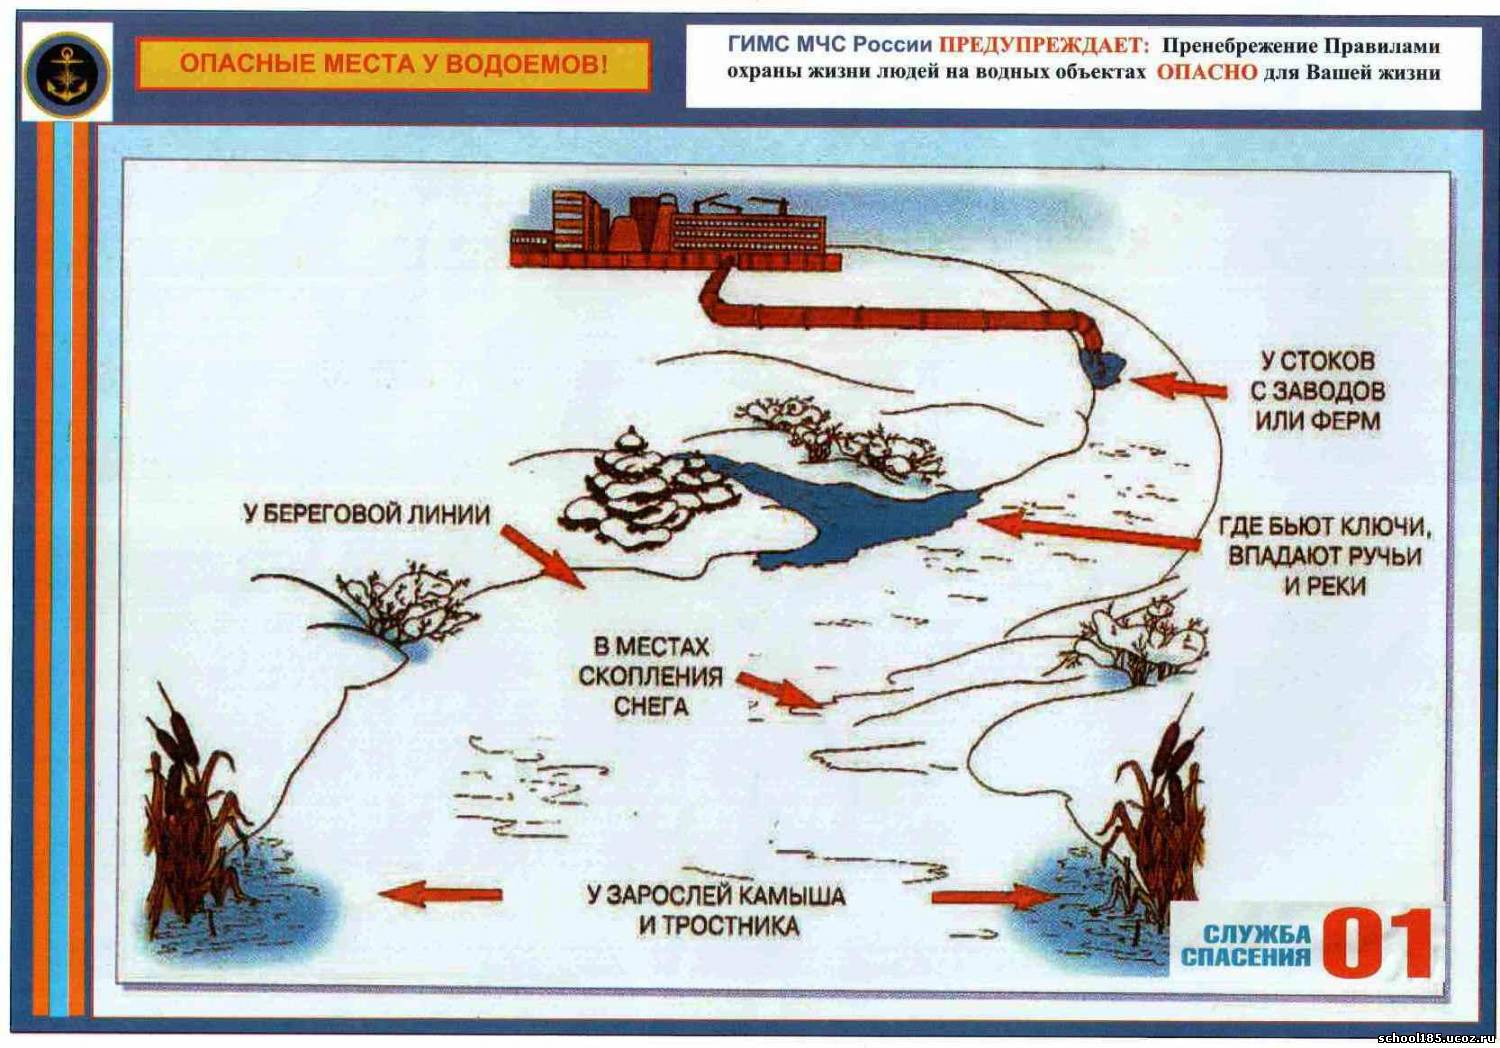 ОПАСНЫЕ МЕСТА У ВОДОЕМОВ!
ГИМС МЧС России ПРЕДУПРЕЖДАЕТ: Пренебрежение Правилами
охраны жизни людей на водных объектах ОПАСНО для Вашей жизни
У СТОКОВ
С ЗАВОДОВ
ИЛИ ФЕРМ
У БЕРЕГОВОЙ ЛИНИИ
ГДЕ БЬЮТ КЛЮЧИ,
ВПАДАЮТ РУЧЬИ
И РЕКИ
В МЕСТАХ
СКОПЛЕНИЯ
СНЕГА
У ЗАРОСЛЕЙ КАМЫША
И ТРОСТНИКА
СЛУЖБА
СПАСЕНИЯ 01
school185.ucoz.ru